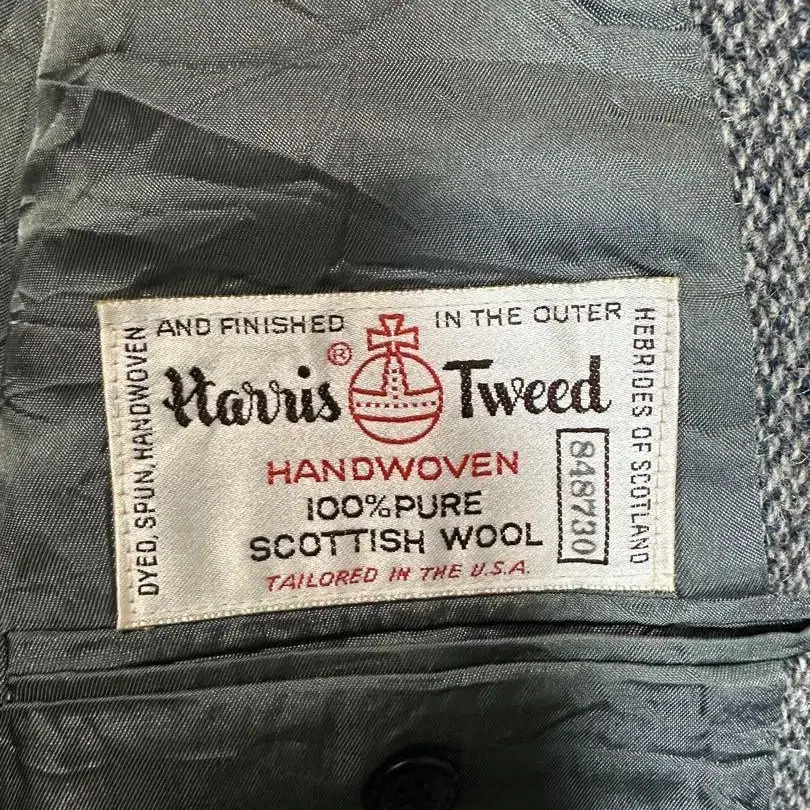 DYED, SPUN, HANDWOVEN
AND FINISHED IN THE OUTER
HEBRIDES OF SCOTLAND
Harris ® Tweed
HANDWOVEN
100% PURE
SCOTTISH WOOL
848730
TAILORED IN THE U.S.A.